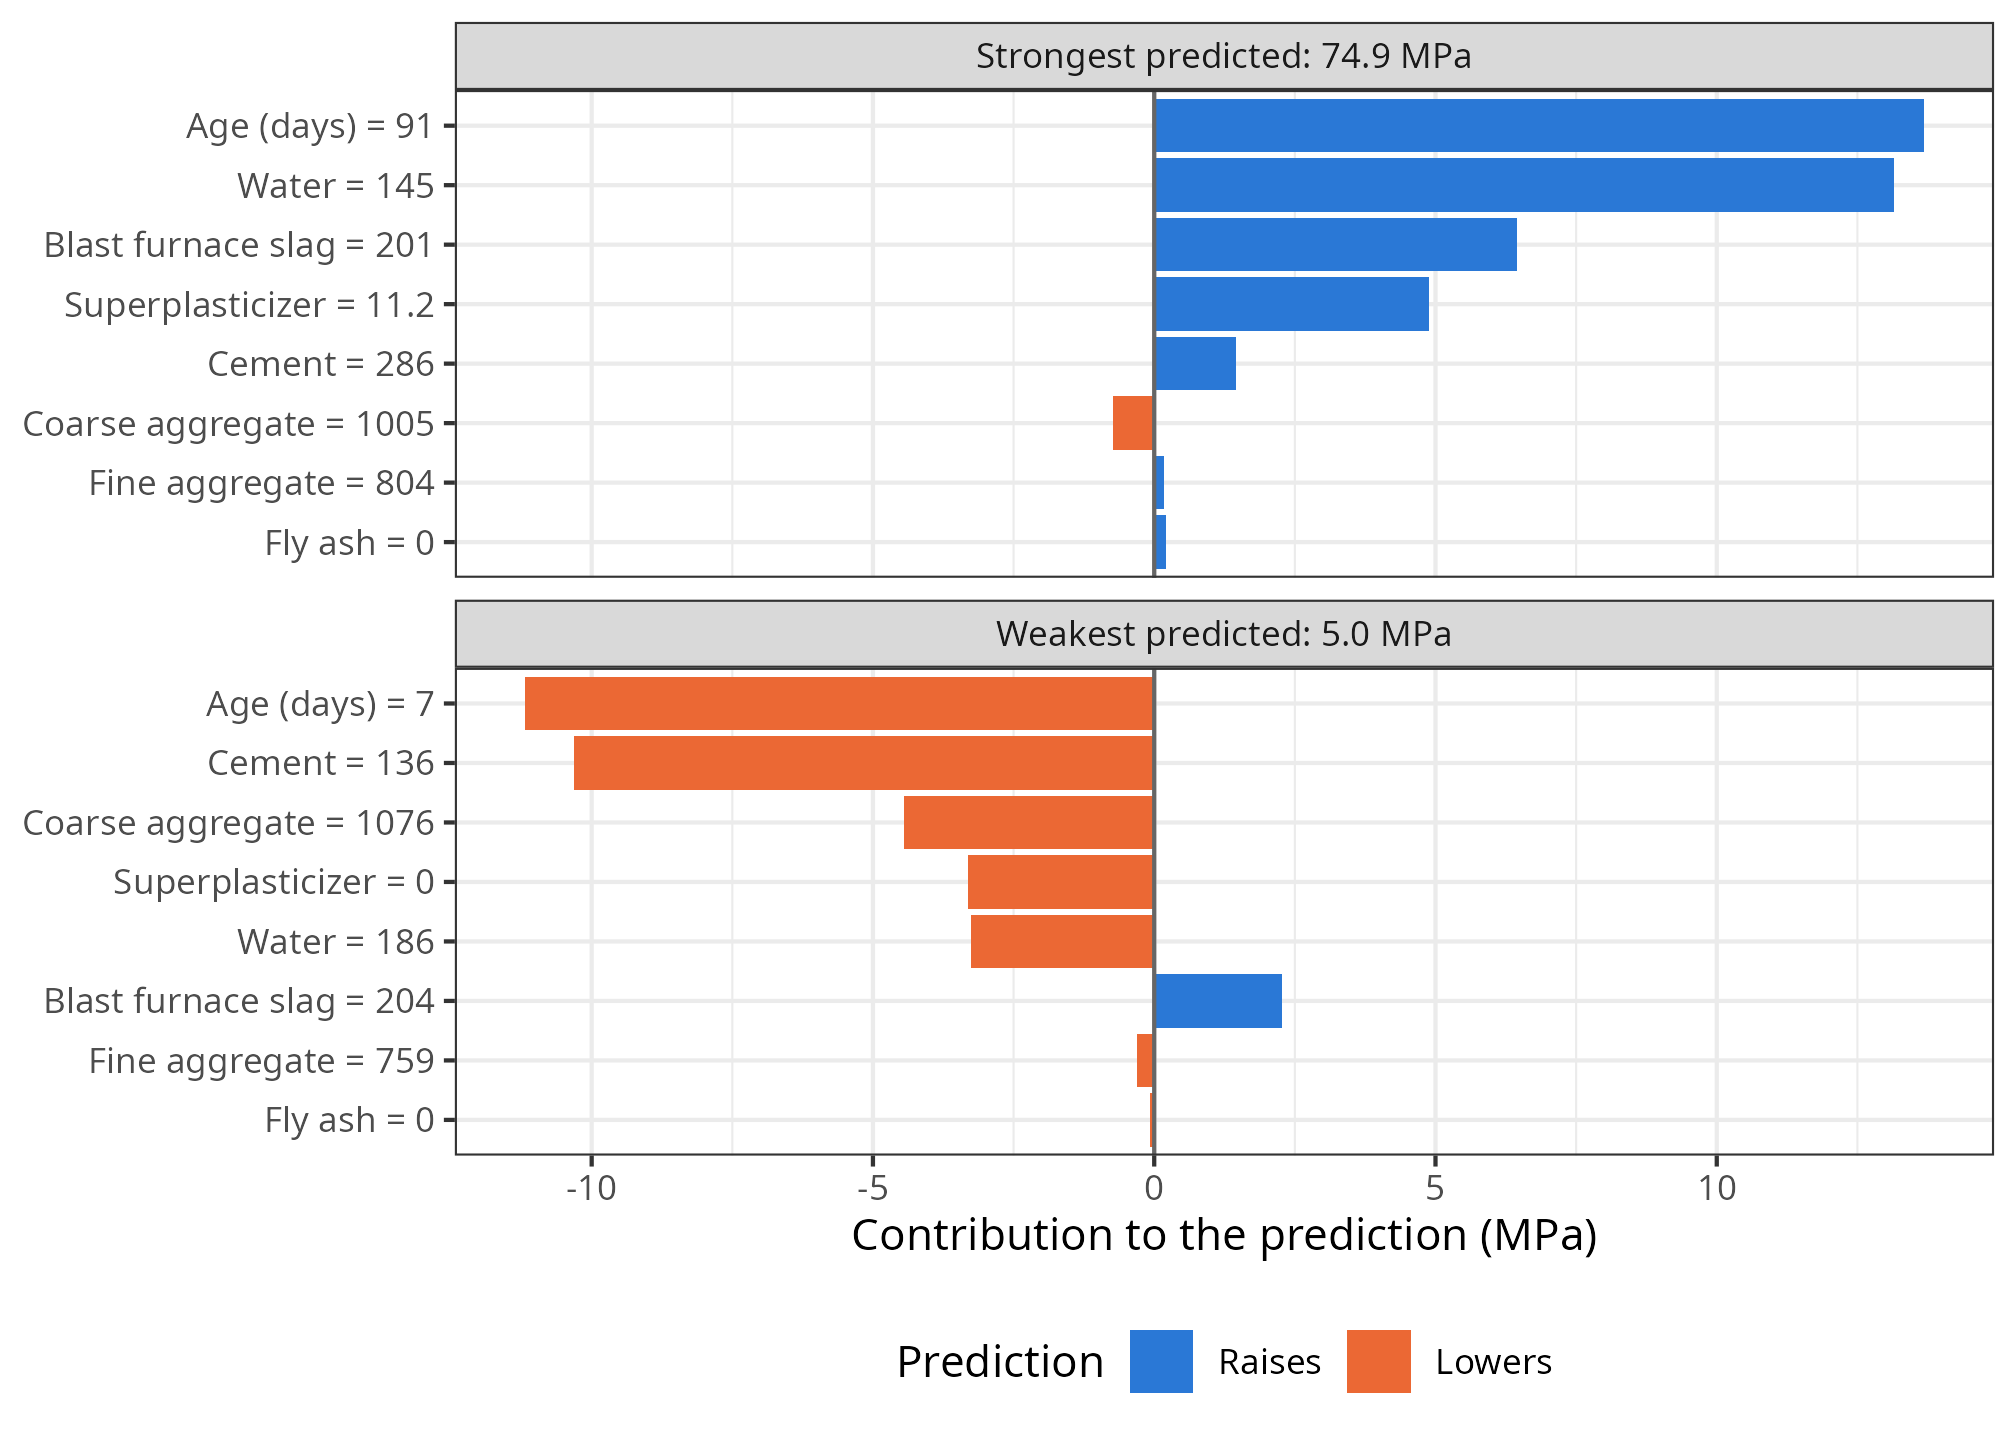 Strongest predicted: 74.9 MPa
Age (days) = 91
Water = 145
Blast furnace slag = 201
Superplasticizer = 11.2
Cement = 286
Coarse aggregate = 1005
Fine aggregate = 804
Fly ash = 0
Weakest predicted: 5.0 MPa
Age (days) = 7
Cement = 136
Coarse aggregate = 1076
Superplasticizer = 0
Water = 186
Blast furnace slag = 204
Fine aggregate = 759
Fly ash = 0
-10 -5 0 5 10
Contribution to the prediction (MPa)
Prediction Raises Lowers